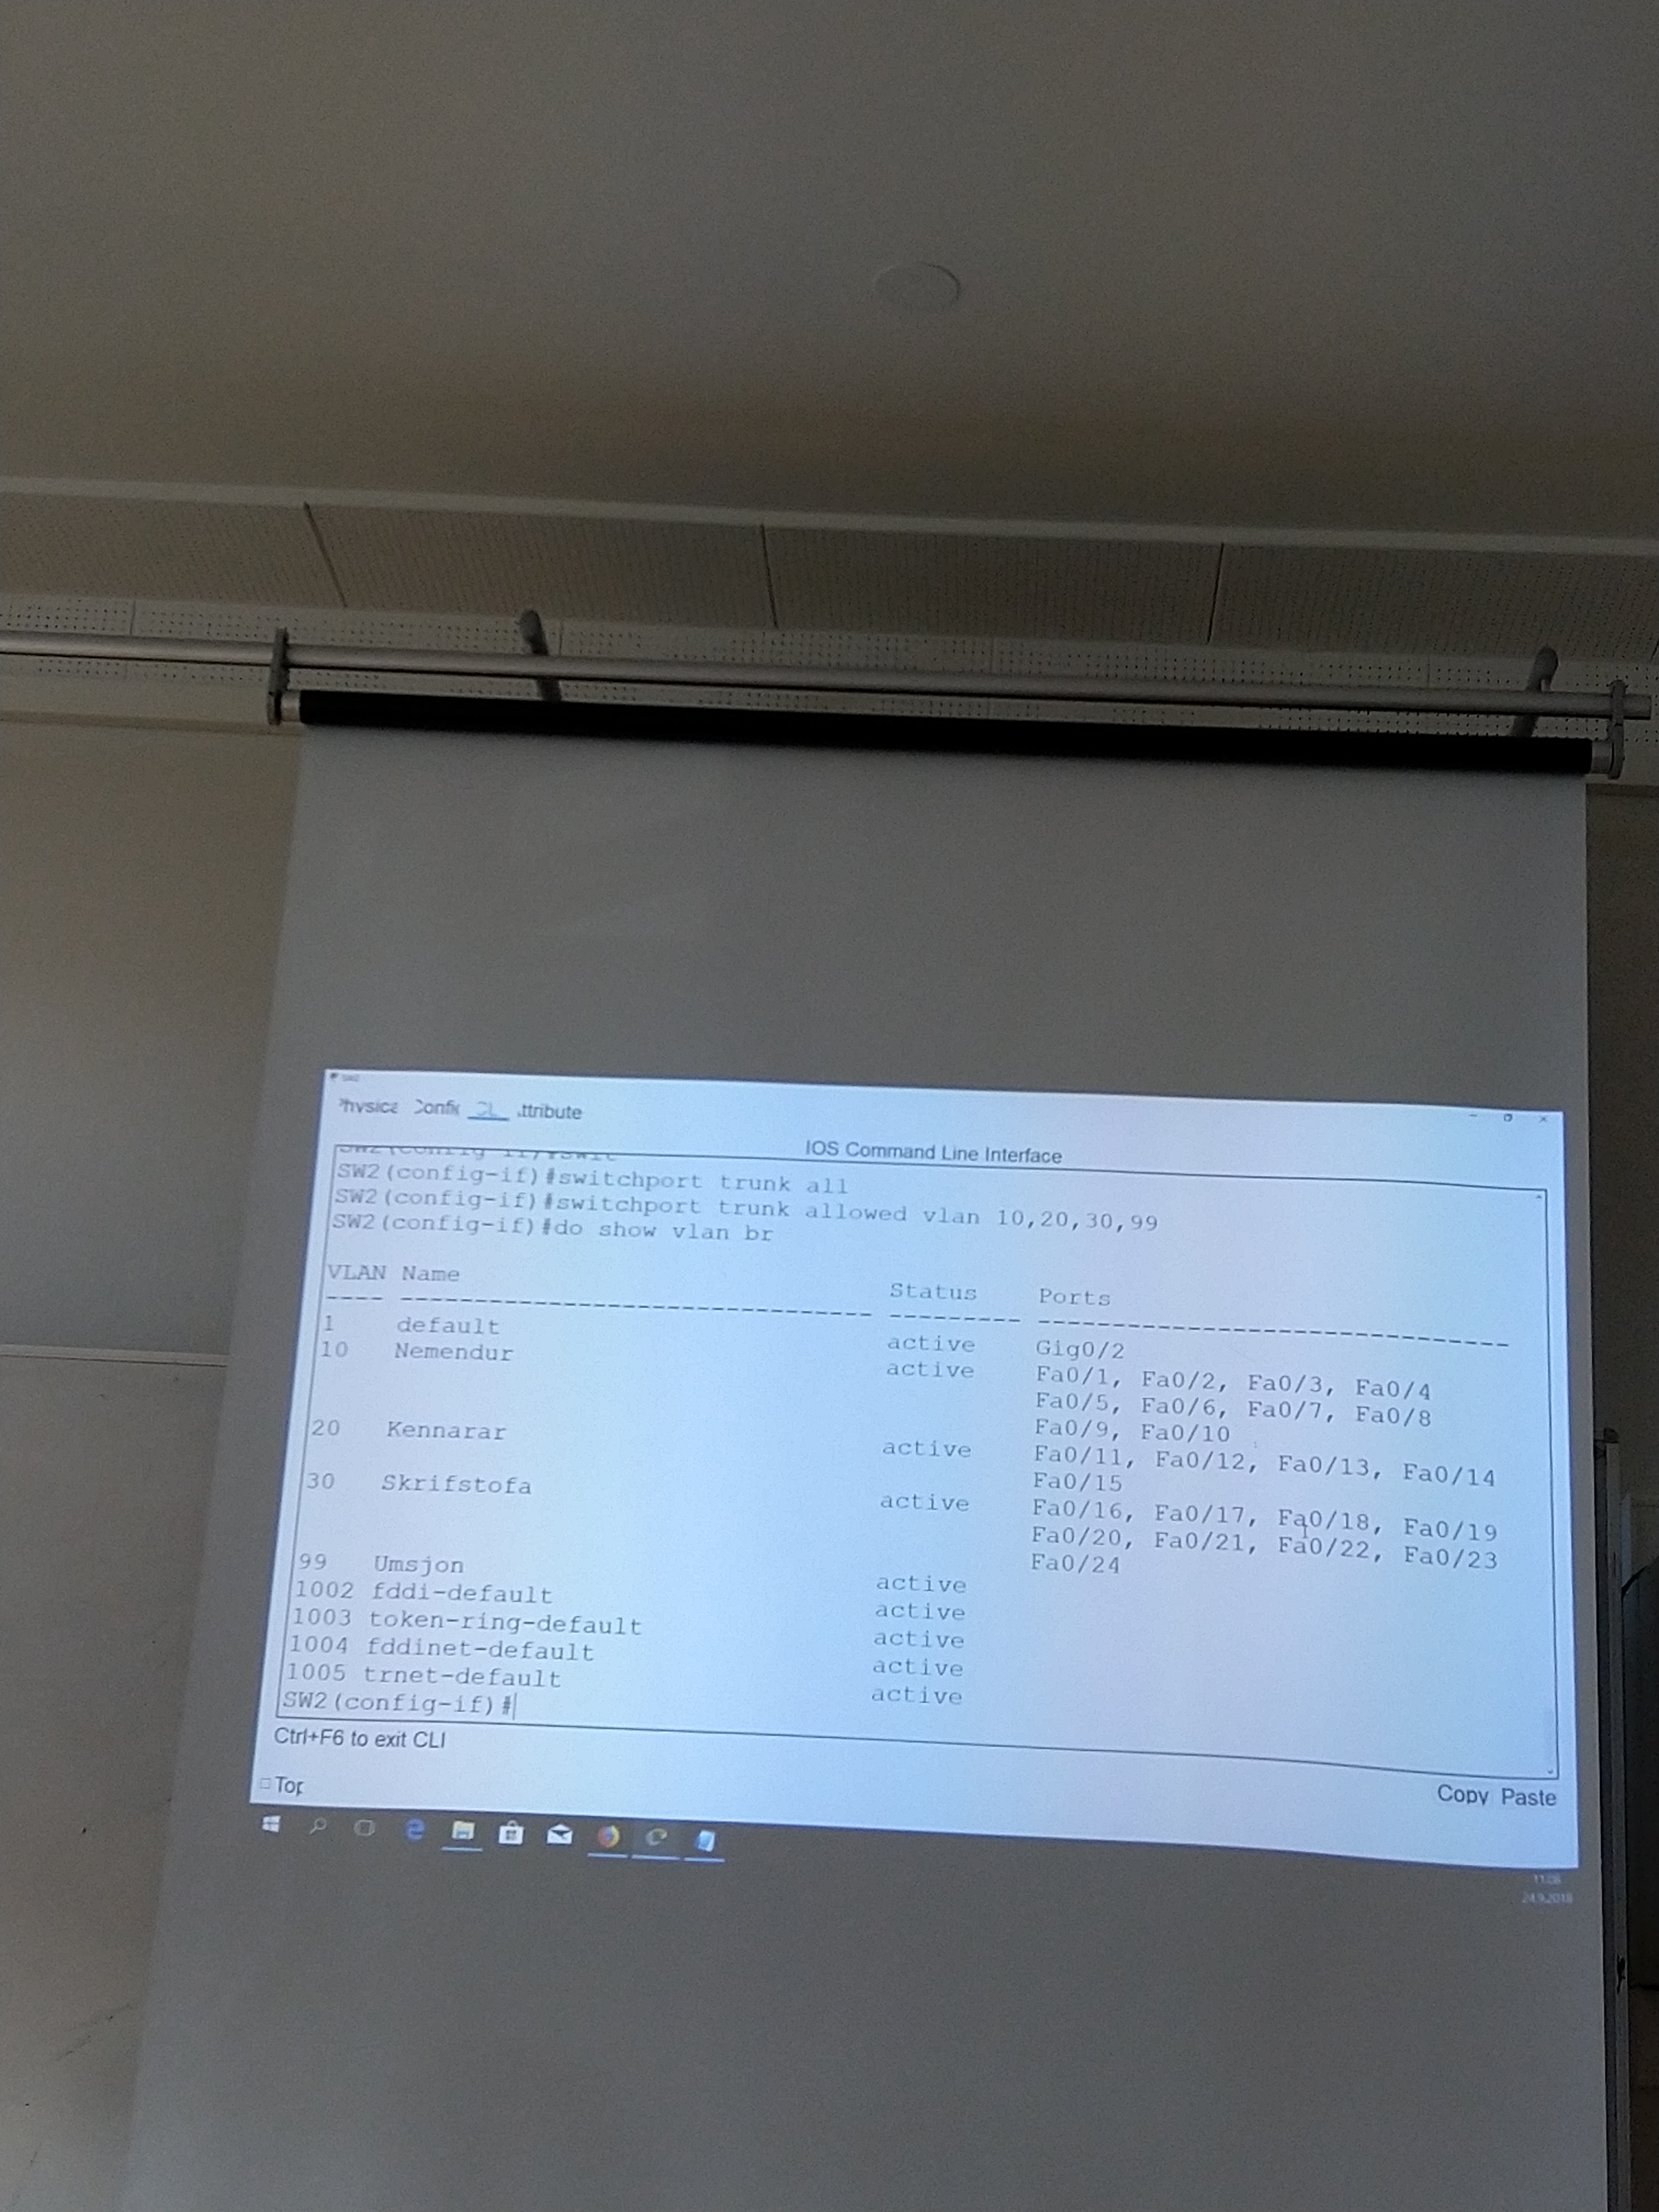 IOS Command Line Interface
SW2(config-if)#switchport trunk all
SW2(config-if)#switchport trunk allowed vlan 10,20,30,99
SW2(config-if)#do show vlan br
VLAN Name Status Ports
---- -------------------------------- --------- -------------------------------
1 default active Gig0/2
10 Nemendur active Fa0/1, Fa0/2, Fa0/3, Fa0/4
Fa0/5, Fa0/6, Fa0/7, Fa0/8
Fa0/9, Fa0/10
20 Kennarar active Fa0/11, Fa0/12, Fa0/13, Fa0/14
Fa0/15
30 Skrifstofa active Fa0/16, Fa0/17, Fa0/18, Fa0/19
Fa0/20, Fa0/21, Fa0/22, Fa0/23
Fa0/24
99 Umsjon active
1002 fddi-default active
1003 token-ring-default active
1004 fddinet-default active
1005 trnet-default active
SW2(config-if)#
Ctrl+F6 to exit CLI
Top
Copy Paste
24.9.2018